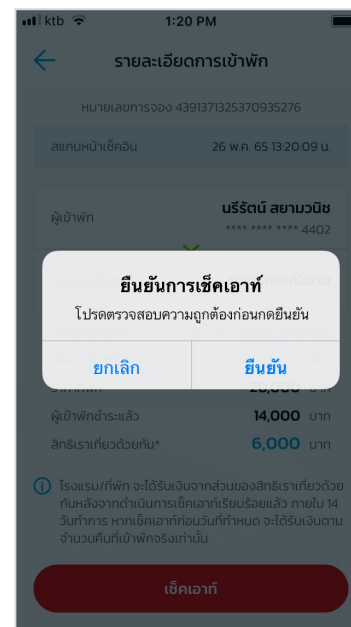 ktb 1:20 PM
รายละเอียดการเข้าพัก
หมายเลขการจอง 4391371325370935276
สแกนหน้าเช็คอิน 26 พ.ค. 65 13:20:09 น.
ผู้เข้าพัก นรีรัตน์ สยามวนิช
**** **** **** 4402
ยืนยันการเช็คเอาท์
โปรดตรวจสอบความถูกต้องก่อนกดยืนยัน
ยกเลิก ยืนยัน
20,000 บาท
ผู้เข้าพักชำระแล้ว 14,000 บาท
สิทธิเราเที่ยวด้วยกัน* 6,000 บาท
โรงแรม/ที่พัก จะได้รับเงินจากส่วนของสิทธิเราเที่ยวด้วย
กันหลังจากดำเนินการเช็คเอาท์เรียบร้อยแล้ว ภายใน 14
วันทำการ หากเช็คเอาท์ก่อนวันที่กำหนด จะได้รับเงินตาม
จำนวนคืนที่เข้าพักจริงเท่านั้น
เช็คเอาท์